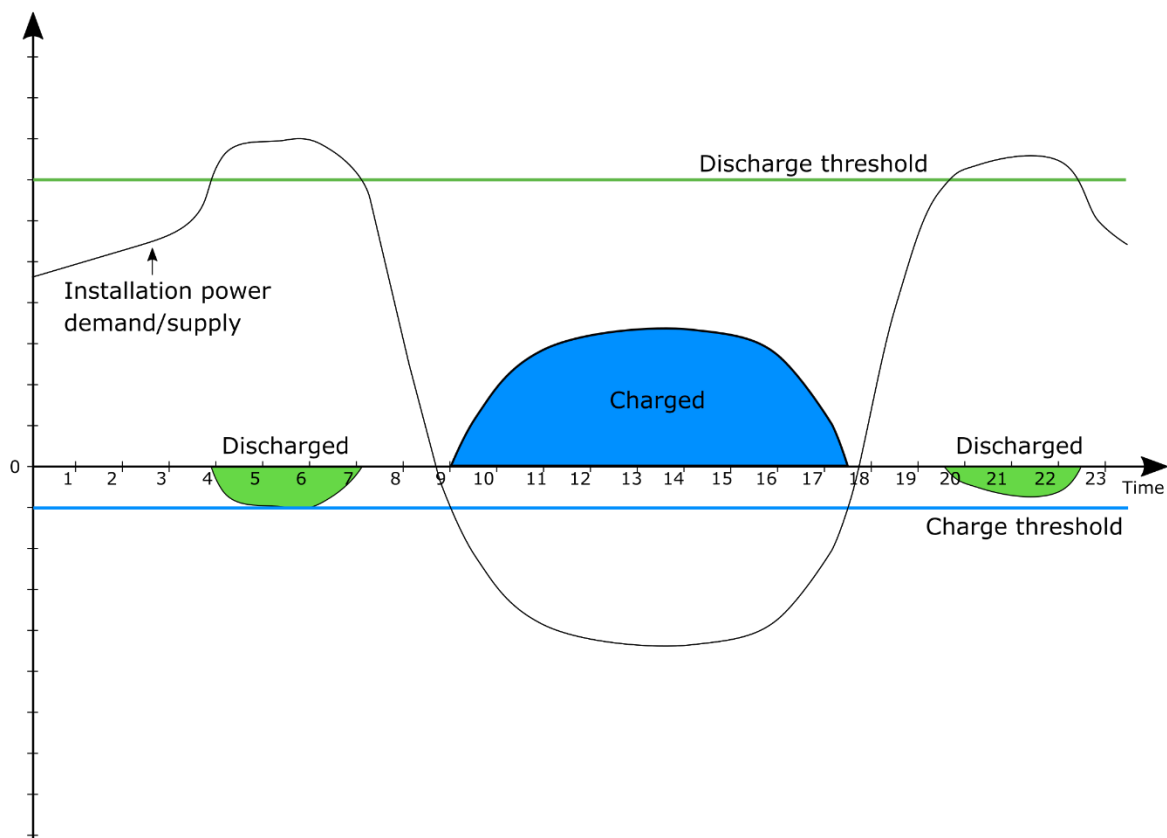 Discharge threshold
Installation power
demand/supply
Charged
Discharged
Discharged
0
1 2 3 4 5 6 7 8 9 10 11 12 13 14 15 16 17 18 19 20 21 22 23
Time
Charge threshold